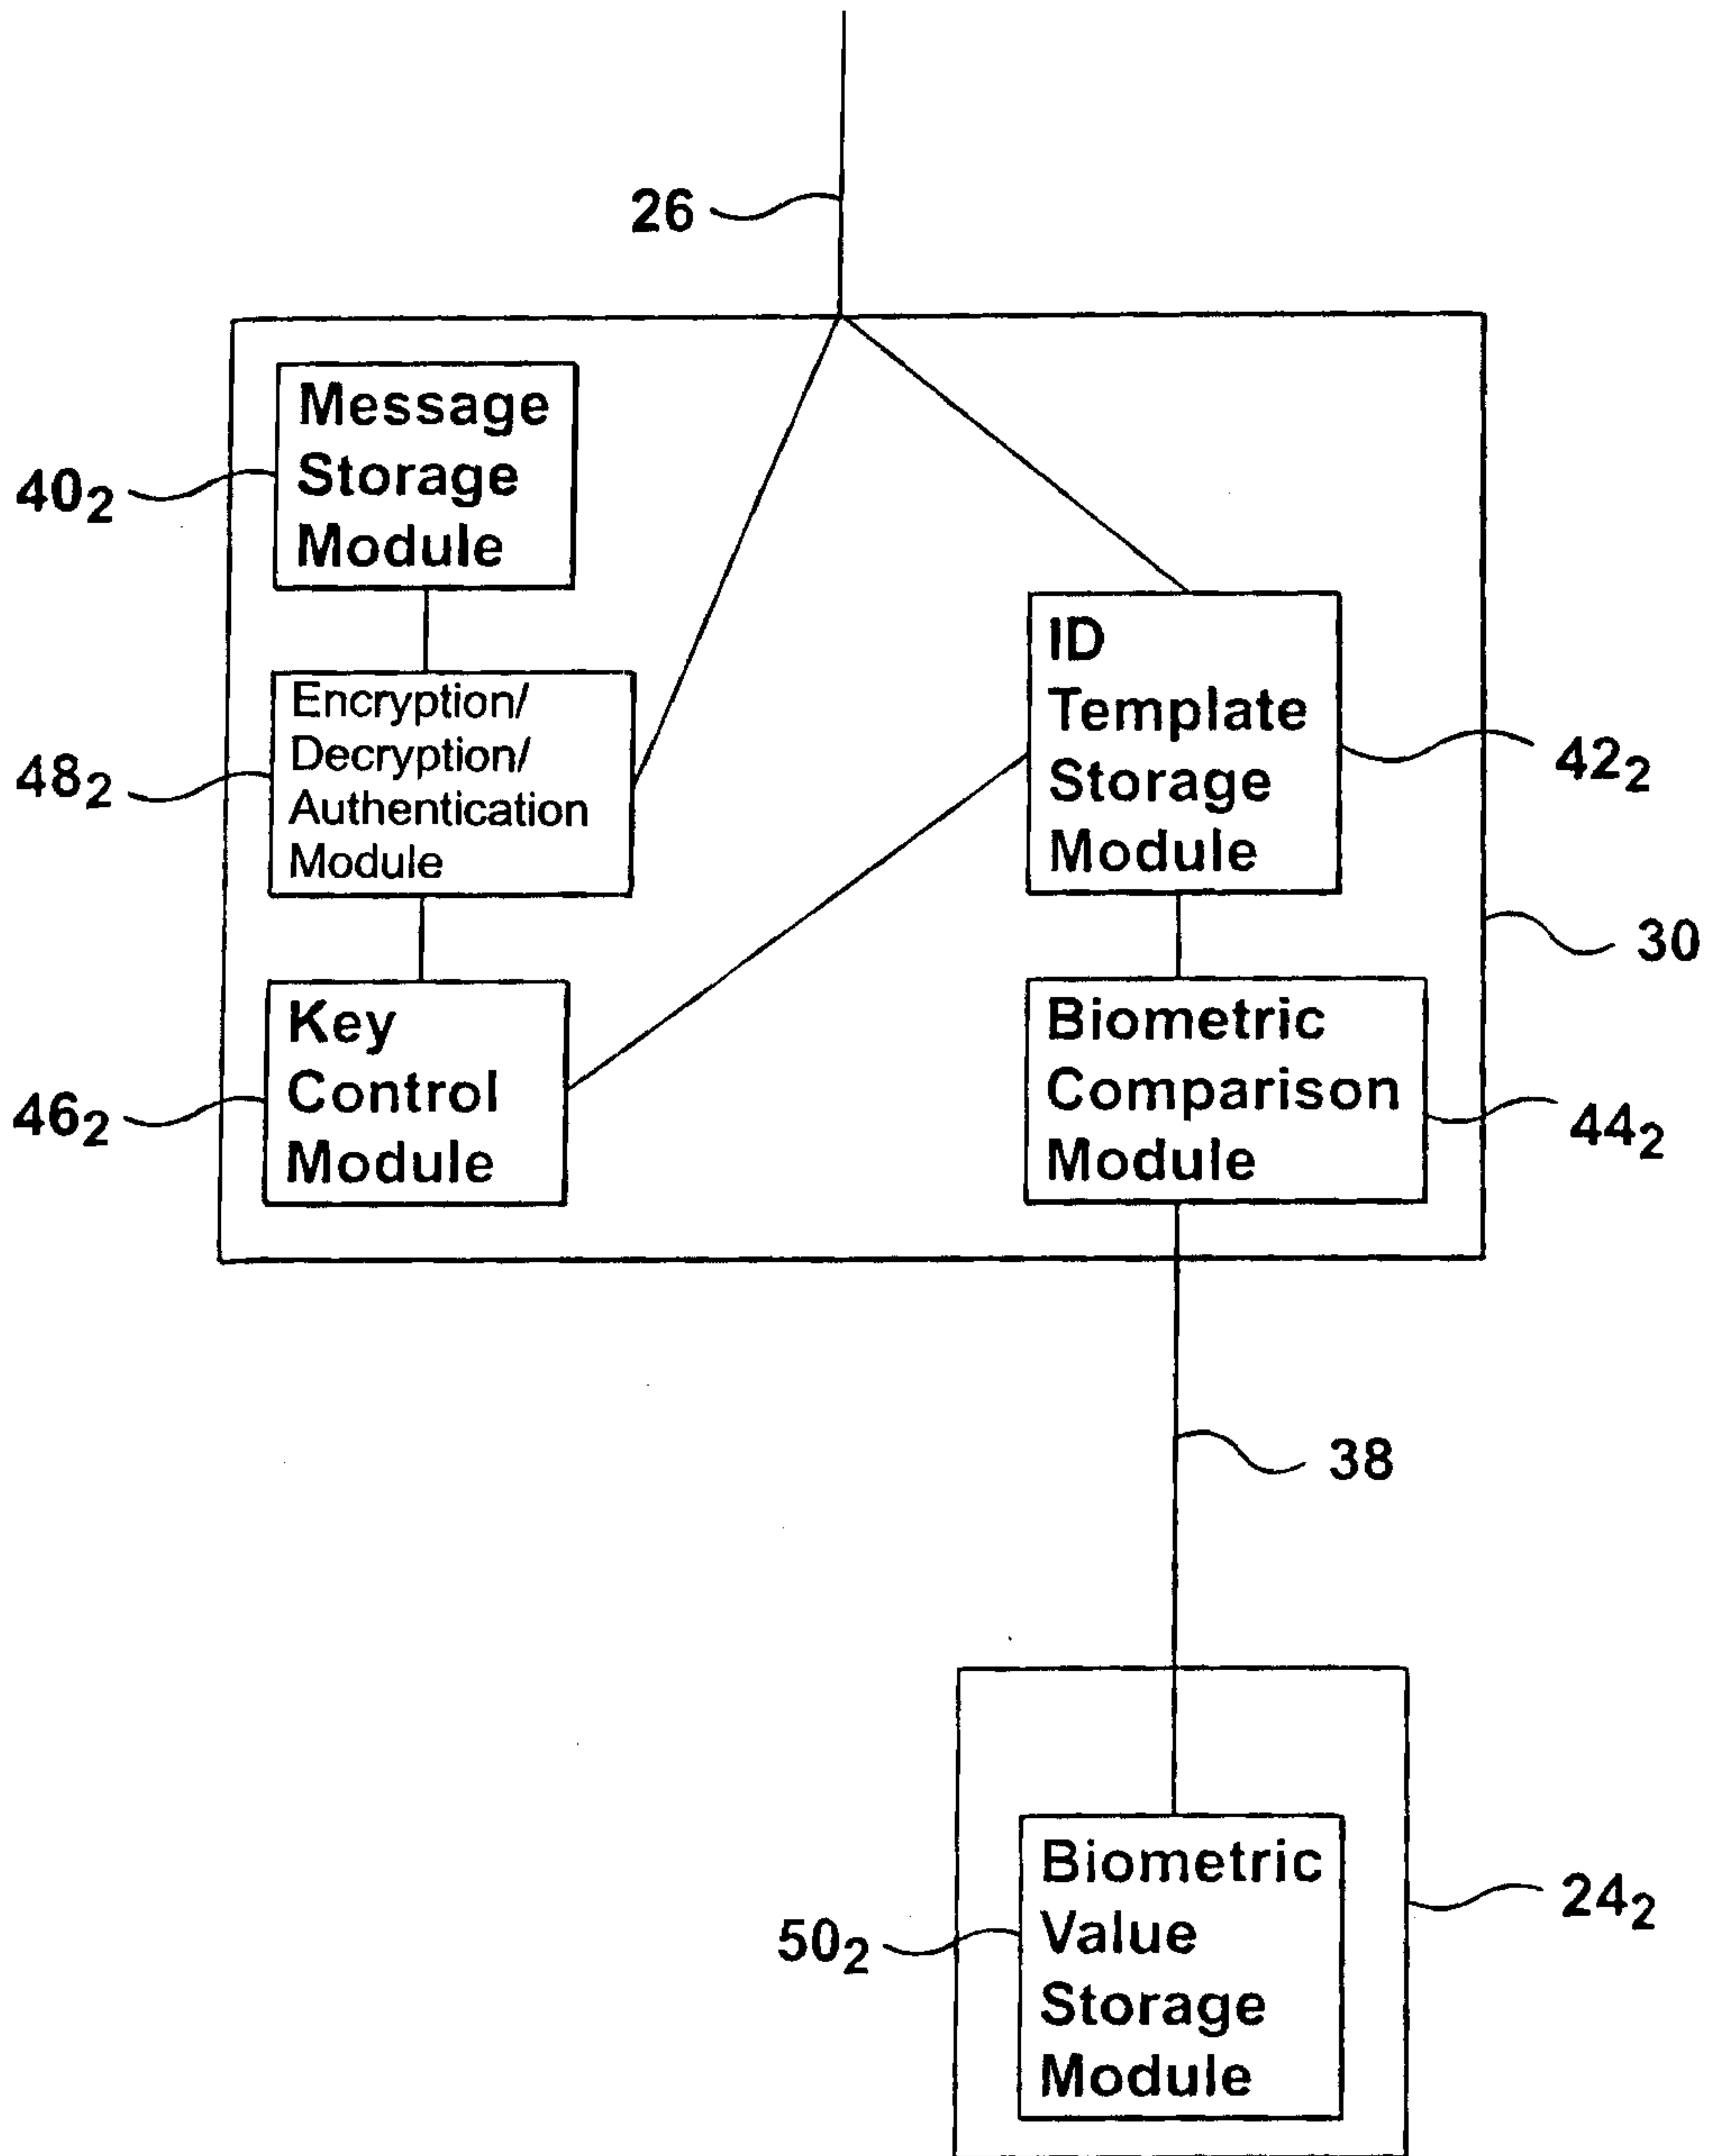 26
Message
Storage
Module
40₂
Encryption/
Decryption/
Authentication
Module
48₂
Key
Control
Module
46₂
ID
Template
Storage
Module
42₂
30
Biometric
Comparison
Module
44₂
38
Biometric
Value
Storage
Module
50₂
24₂